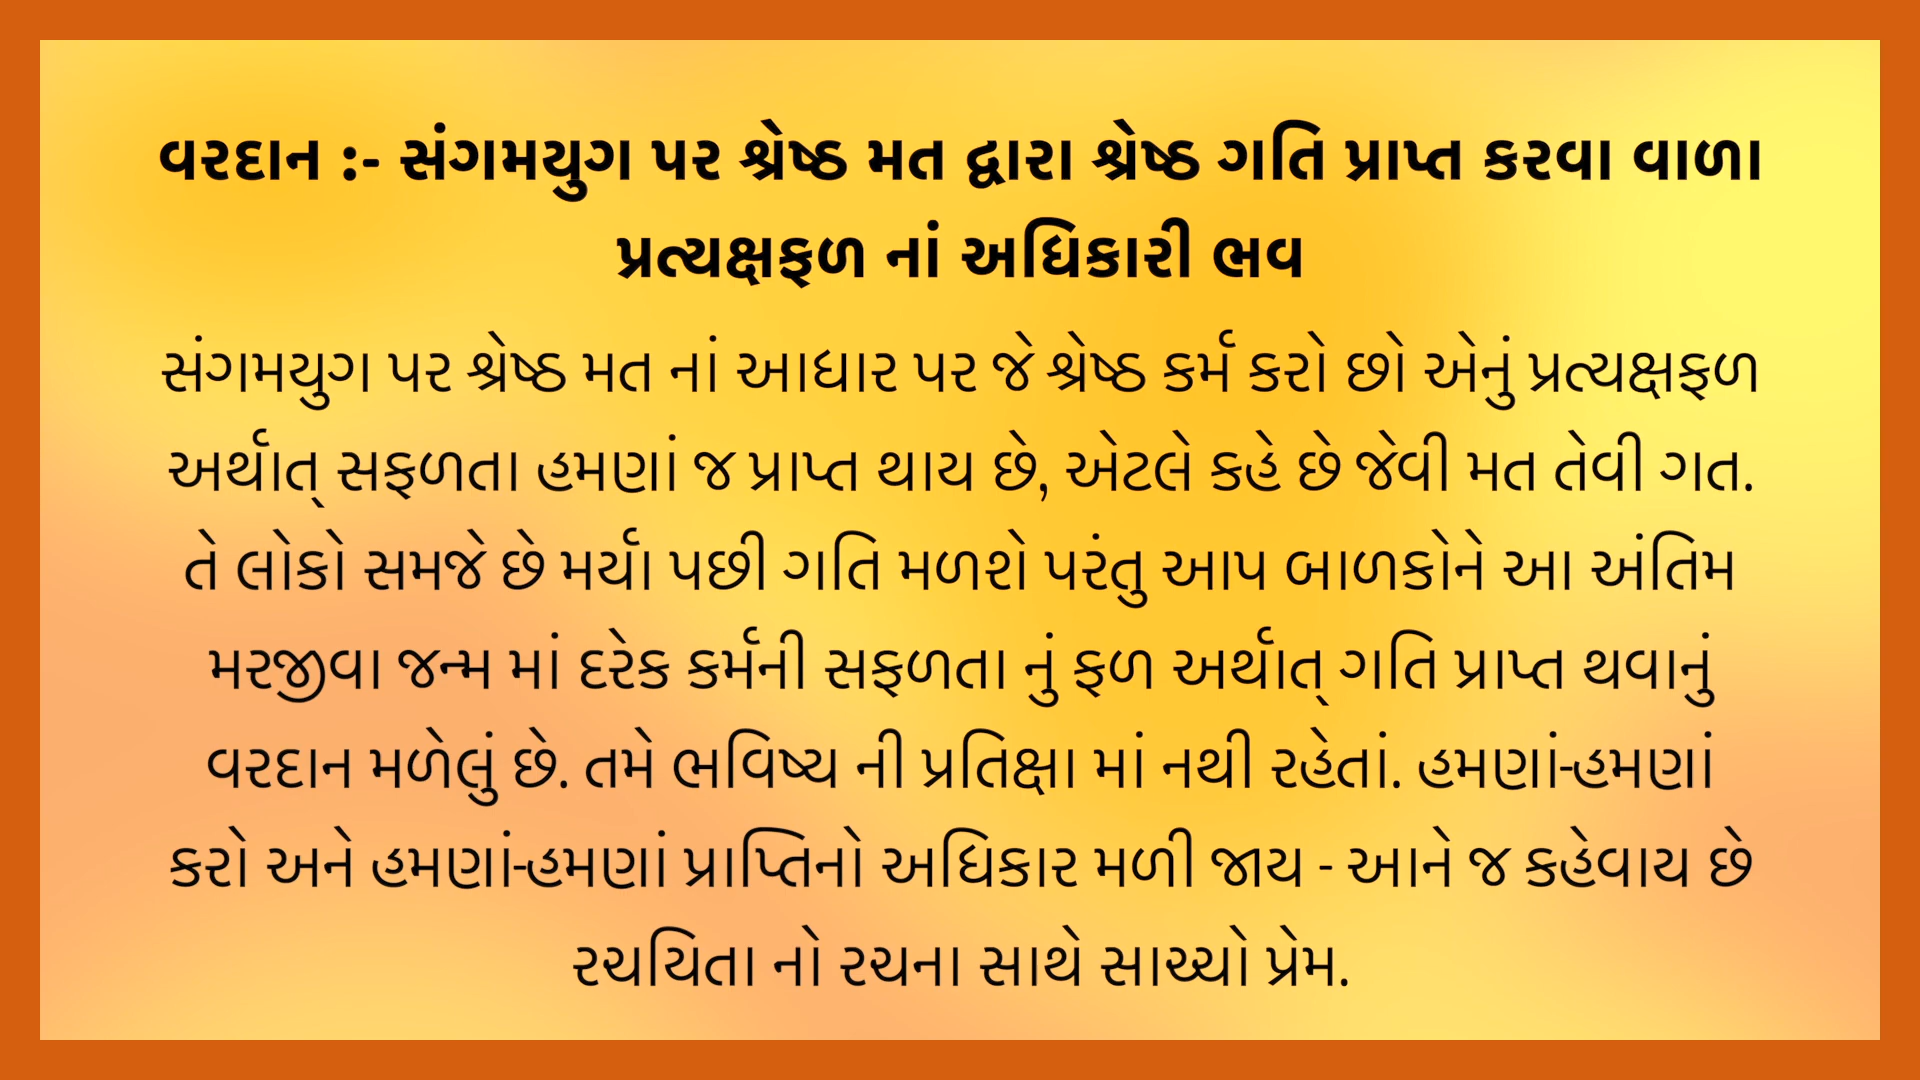 વરદાન :- સંગમયુગ પર શ્રેષ્ઠ મત દ્વારા શ્રેષ્ઠ ગતિ પ્રાપ્ત કરવા વાળા
પ્રત્યક્ષફળ નાં અધિકારી ભવ
સંગમયુગ પર શ્રેષ્ઠ મત નાં આધાર પર જે શ્રેષ્ઠ કર્મ કરો છો એનું પ્રત્યક્ષફળ
અર્થાત્ સફળતા હમણાં જ પ્રાપ્ત થાય છે, એટલે કહે છે જેવી મત તેવી ગત.
તે લોકો સમજે છે મર્યા પછી ગતિ મળશે પરંતુ આપ બાળકોને આ અંતિમ
મરજીવા જન્મ માં દરેક કર્મની સફળતા નું ફળ અર્થાત્ ગતિ પ્રાપ્ત થવાનું
વરદાન મળેલું છે. તમે ભવિષ્ય ની પ્રતિક્ષા માં નથી રહેતાં. હમણાં-હમણાં
કરો અને હમણાં-હમણાં પ્રાપ્તિનો અધિકાર મળી જાય - આને જ કહેવાય છે
રચયિતા નો રચના સાથે સાચ્ચો પ્રેમ.